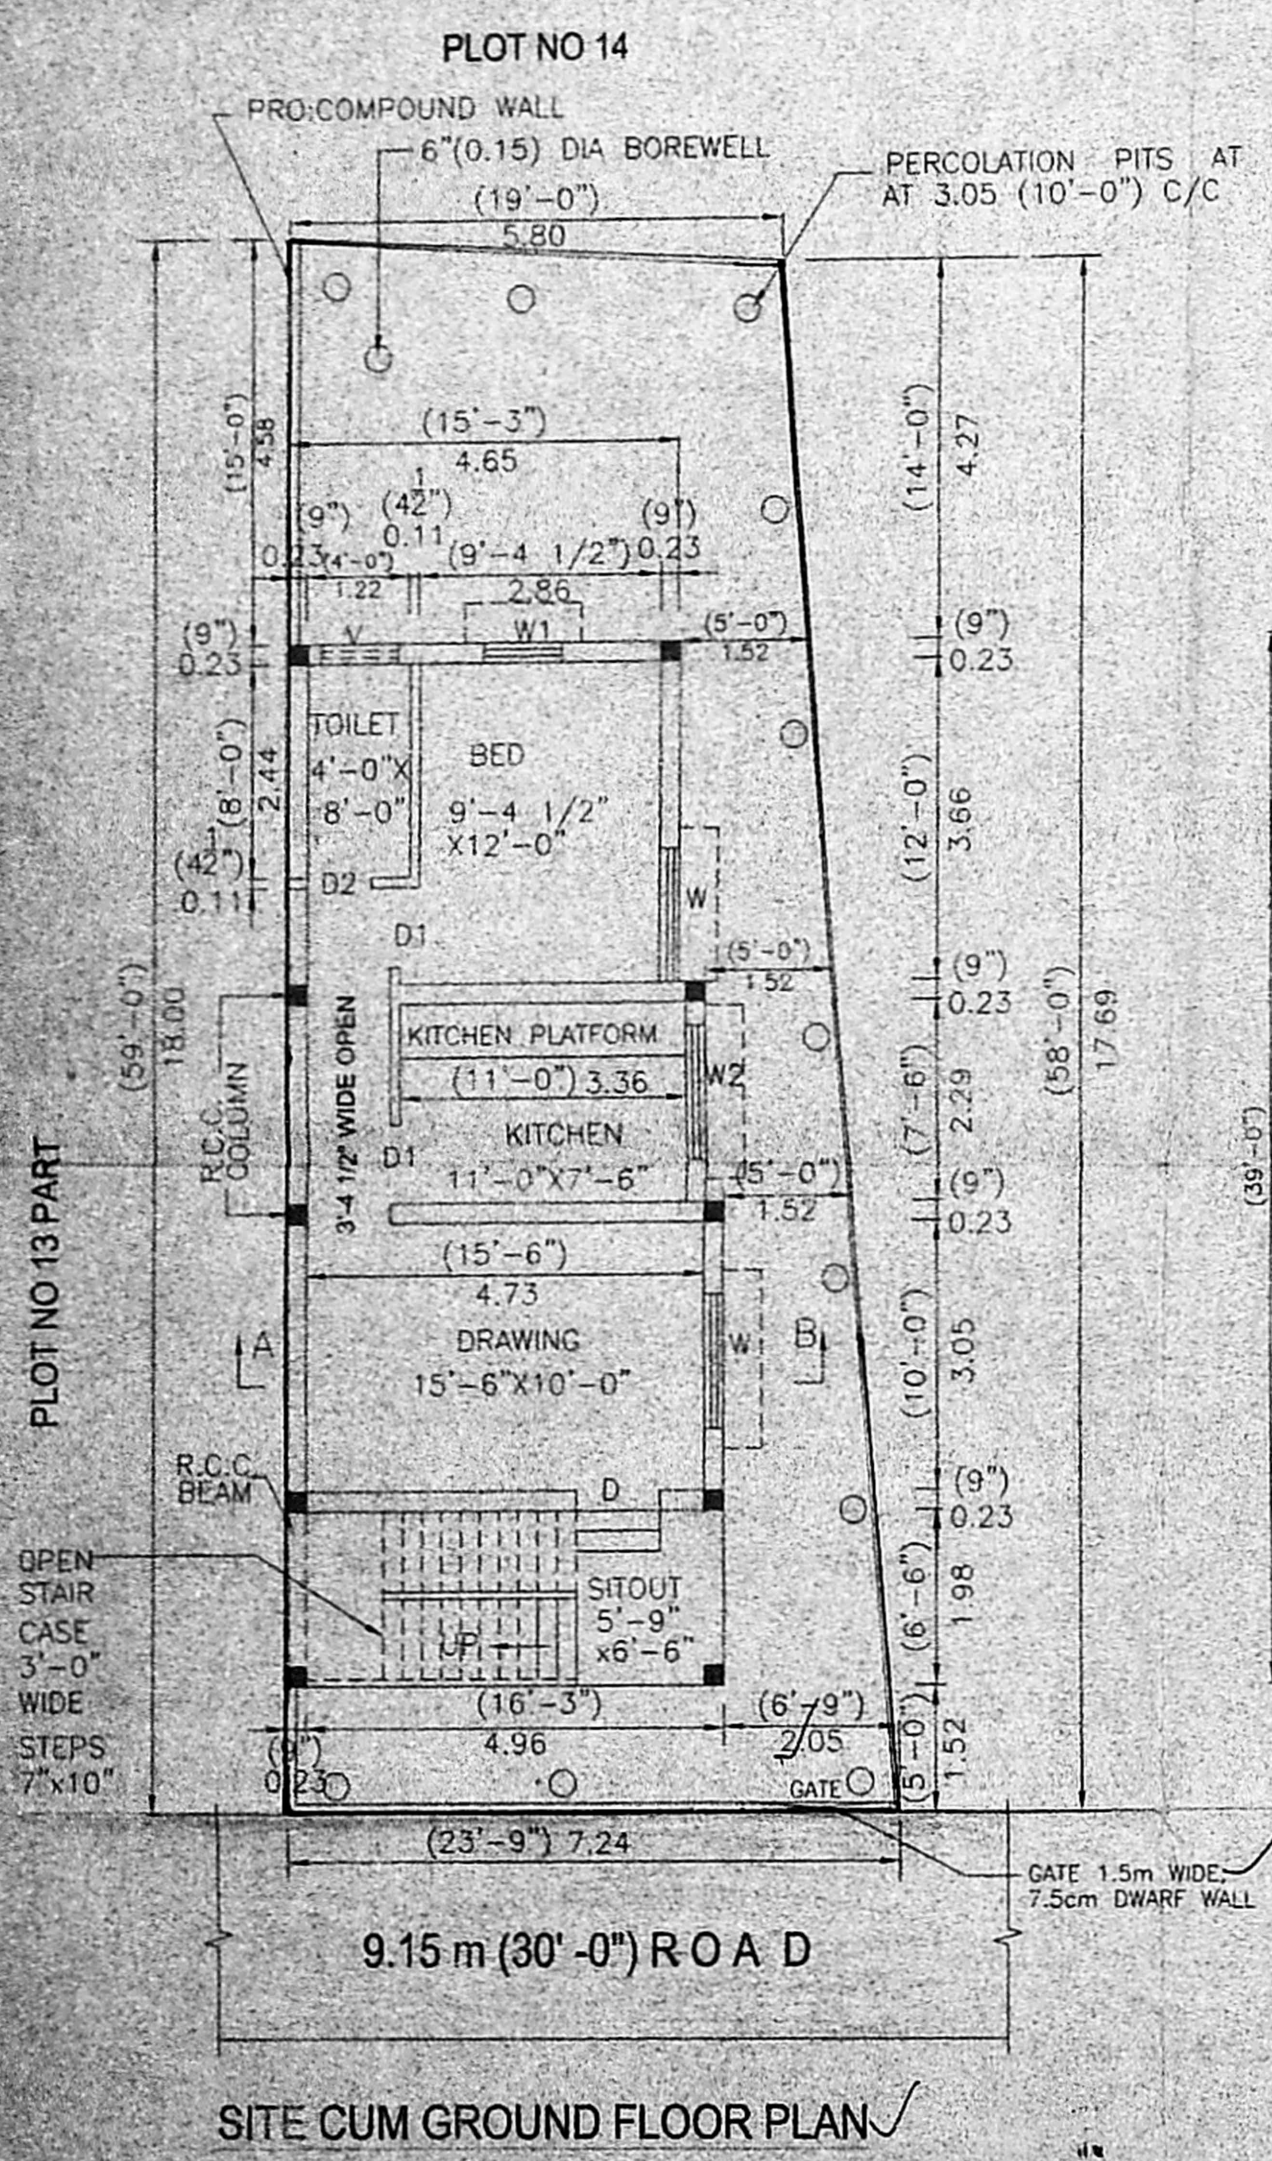 PLOT NO 14
PRO:COMPOUND WALL
6"(0.15) DIA BOREWELL
PERCOLATION PITS AT
AT 3.05 (10'-0") C/C
(19'-0")
5.80
(15'-0")
4.58
(14'-0")
4.27
(15'-3")
4.65
(9")
0.23
(4'-0")
1.22
(4 1/2")
0.11
(9'-4 1/2")
2.86
(9")
0.23
V
W1
(5'-0")
1.52
(9")
0.23
(9")
0.23
TOILET
4'-0"X
8'-0"
BED
9'-4 1/2"
X12'-0"
(8'-0")
2.44
(4 1/2")
0.11
D2
D1
W
(12'-0")
3.66
(5'-0")
1.52
(9")
0.23
(59'-0")
18.00
(58'-0")
17.69
R.C.C.
COLUMN
3'-4 1/2" WIDE OPEN
KITCHEN PLATFORM
(11'-0") 3.36
W2
KITCHEN
11'-0"X7'-6"
D1
(7'-6")
2.29
(5'-0")
1.52
(9")
0.23
(39'-0")
PLOT NO 13 PART
(15'-6")
4.73
DRAWING
15'-6"X10'-0"
A
B
W
(10'-0")
3.05
R.C.C.
BEAM
D
(9")
0.23
OPEN
STAIR
CASE
3'-0"
WIDE
STEPS
7"x10"
SITOUT
5'-9"
x6'-6"
UP
(6'-6")
1.98
(16'-3")
4.96
(6'-9")
2.05
(9")
0.23
GATE
(5'-0")
1.52
(23'-9") 7.24
GATE 1.5m WIDE,
7.5cm DWARF WALL
9.15 m (30' -0") R O A D
SITE CUM GROUND FLOOR PLAN